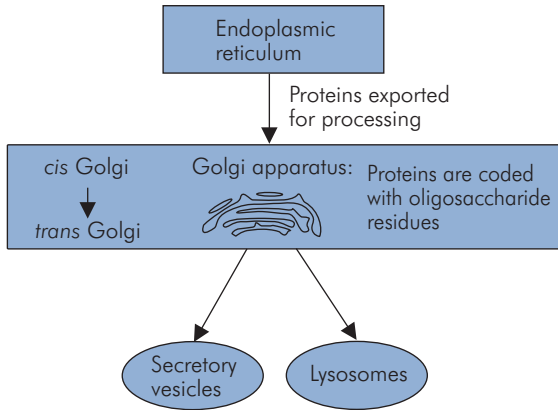 Endoplasmic
reticulum
Proteins exported
for processing
cis Golgi
trans Golgi
Golgi apparatus:
Proteins are coded
with oligosaccharide
residues
Secretory
vesicles
Lysosomes